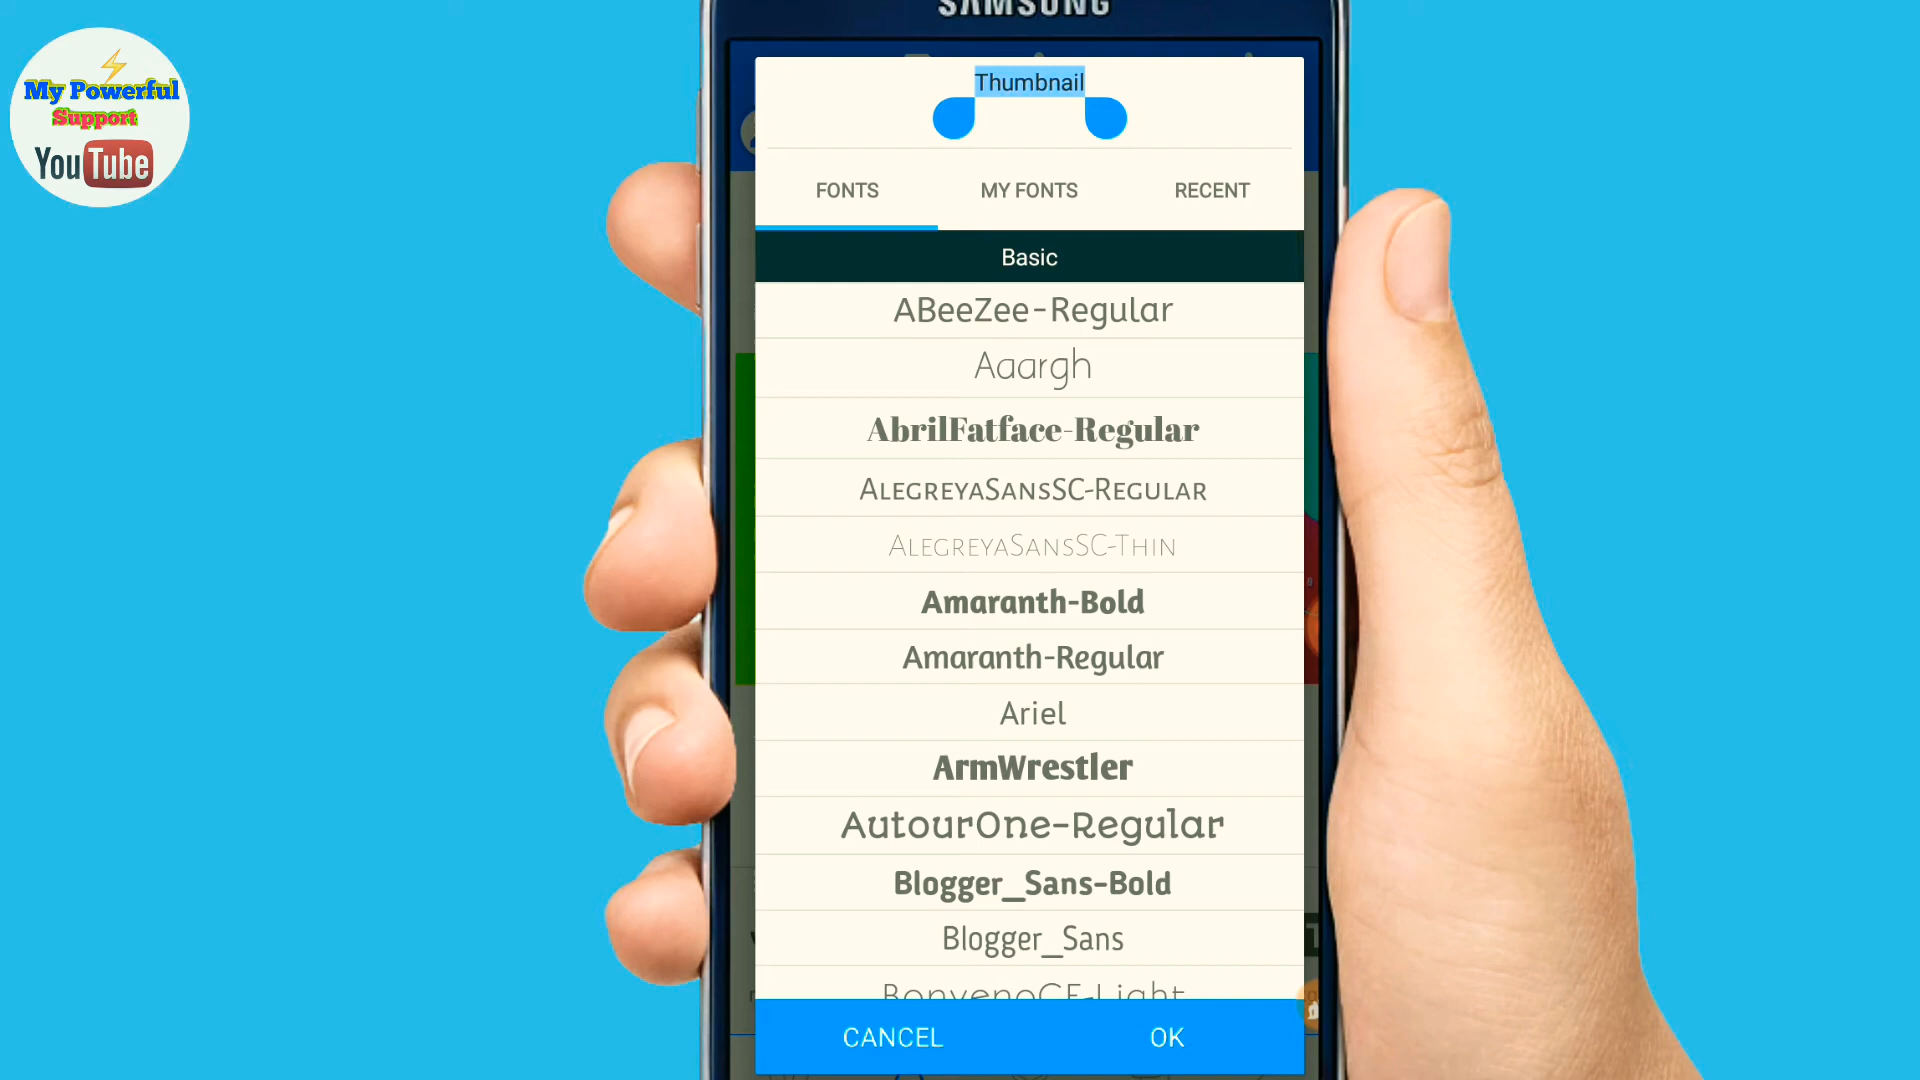 SAMSUNG
My Powerful
Support
YouTube
Thumbnail
FONTS
MY FONTS
RECENT
Basic
ABeeZee-Regular
Aaargh
AbrilFatface-Regular
AlegreyaSansSC-Regular
AlegreyaSansSC-Thin
Amaranth-Bold
Amaranth-Regular
Ariel
ArmWrestler
AutourOne-Regular
Blogger_Sans-Bold
Blogger_Sans
BonvenoCF-Light
CANCEL
OK